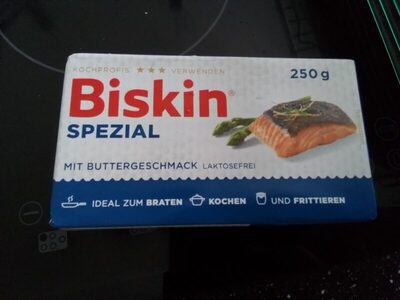 KOCHPROFIS ★★★ VERWENDEN
250 g
Biskin®
SPEZIAL
MIT BUTTERGESCHMACK LAKTOSEFREI
IDEAL ZUM BRATEN KOCHEN UND FRITTIEREN